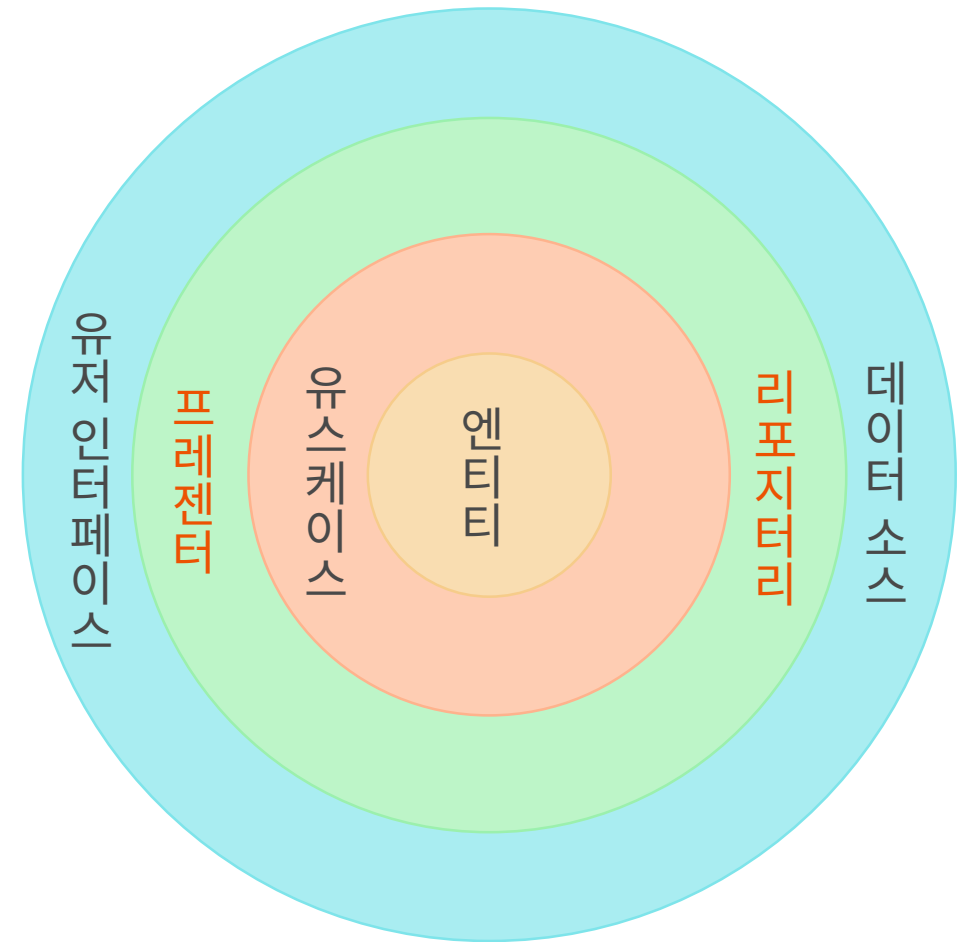 유저 인터페이스
프레젠터
유스케이스
엔티티
리포지터리
데이터 소스